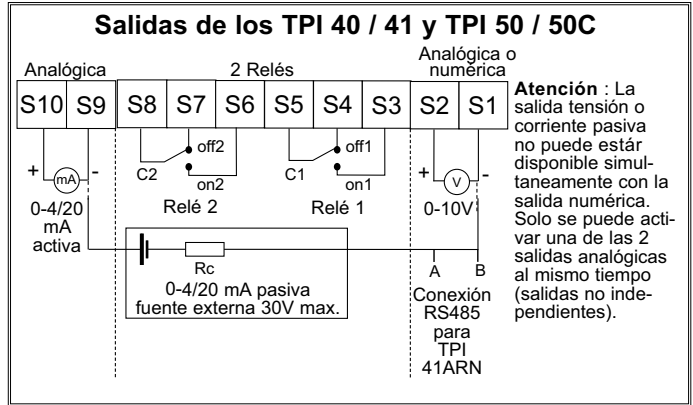 Salidas de los TPI 40 / 41 y TPI 50 / 50C
Analógica
2 Relés
Analógica o
numérica
S10 S9 S8 S7 S6 S5 S4 S3 S2 S1
+ mA -
0-4/20
mA
activa
C2
off2
on2
Relé 2
C1
off1
on1
Relé 1
+ V -
0-10V
Rc
0-4/20 mA pasiva
fuente externa 30V max.
A B
Conexión
RS485
para
TPI
41ARN
Atención : La
salida tensión o
corriente pasiva
no puede estár
disponible simul-
taneamente con la
salida numérica.
Solo se puede acti-
var una de las 2
salidas analógicas
al mismo tiempo
(salidas no inde-
pendientes).